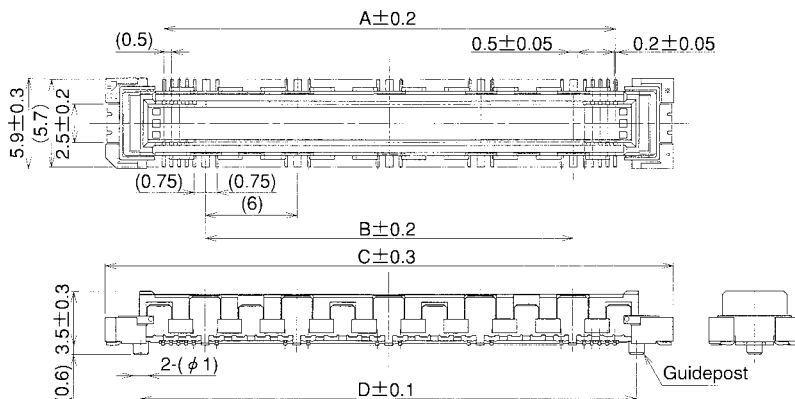 A±0.2
(0.5)
0.5±0.05
0.2±0.05
5.9±0.3
(5.7)
2.5±0.2
(0.75)
(0.75)
(6)
B±0.2
C±0.3
3.5±0.3
(0.6)
2-(φ1)
Guidepost
D±0.1